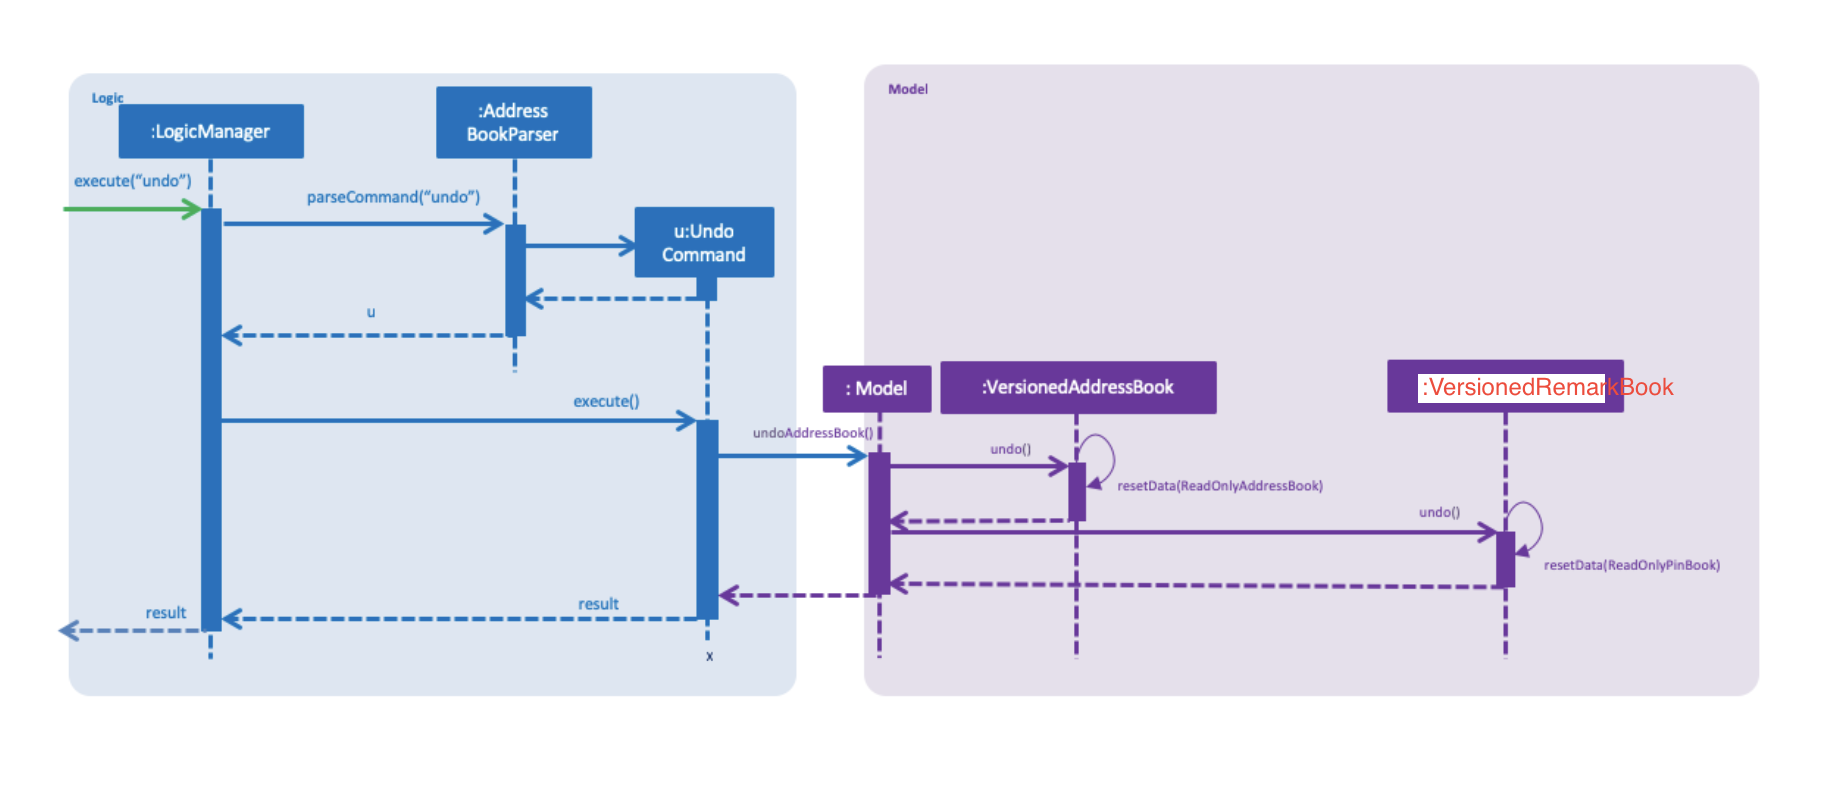 Logic
Model
:LogicManager
:Address
BookParser
execute(“undo”)
parseCommand(“undo”)
u:Undo
Command
u
: Model
:VersionedAddressBook
:VersionedRemarkBook
execute()
undoAddressBook()
undo()
resetData(ReadOnlyAddressBook)
undo()
resetData(ReadOnlyPinBook)
result
result
x